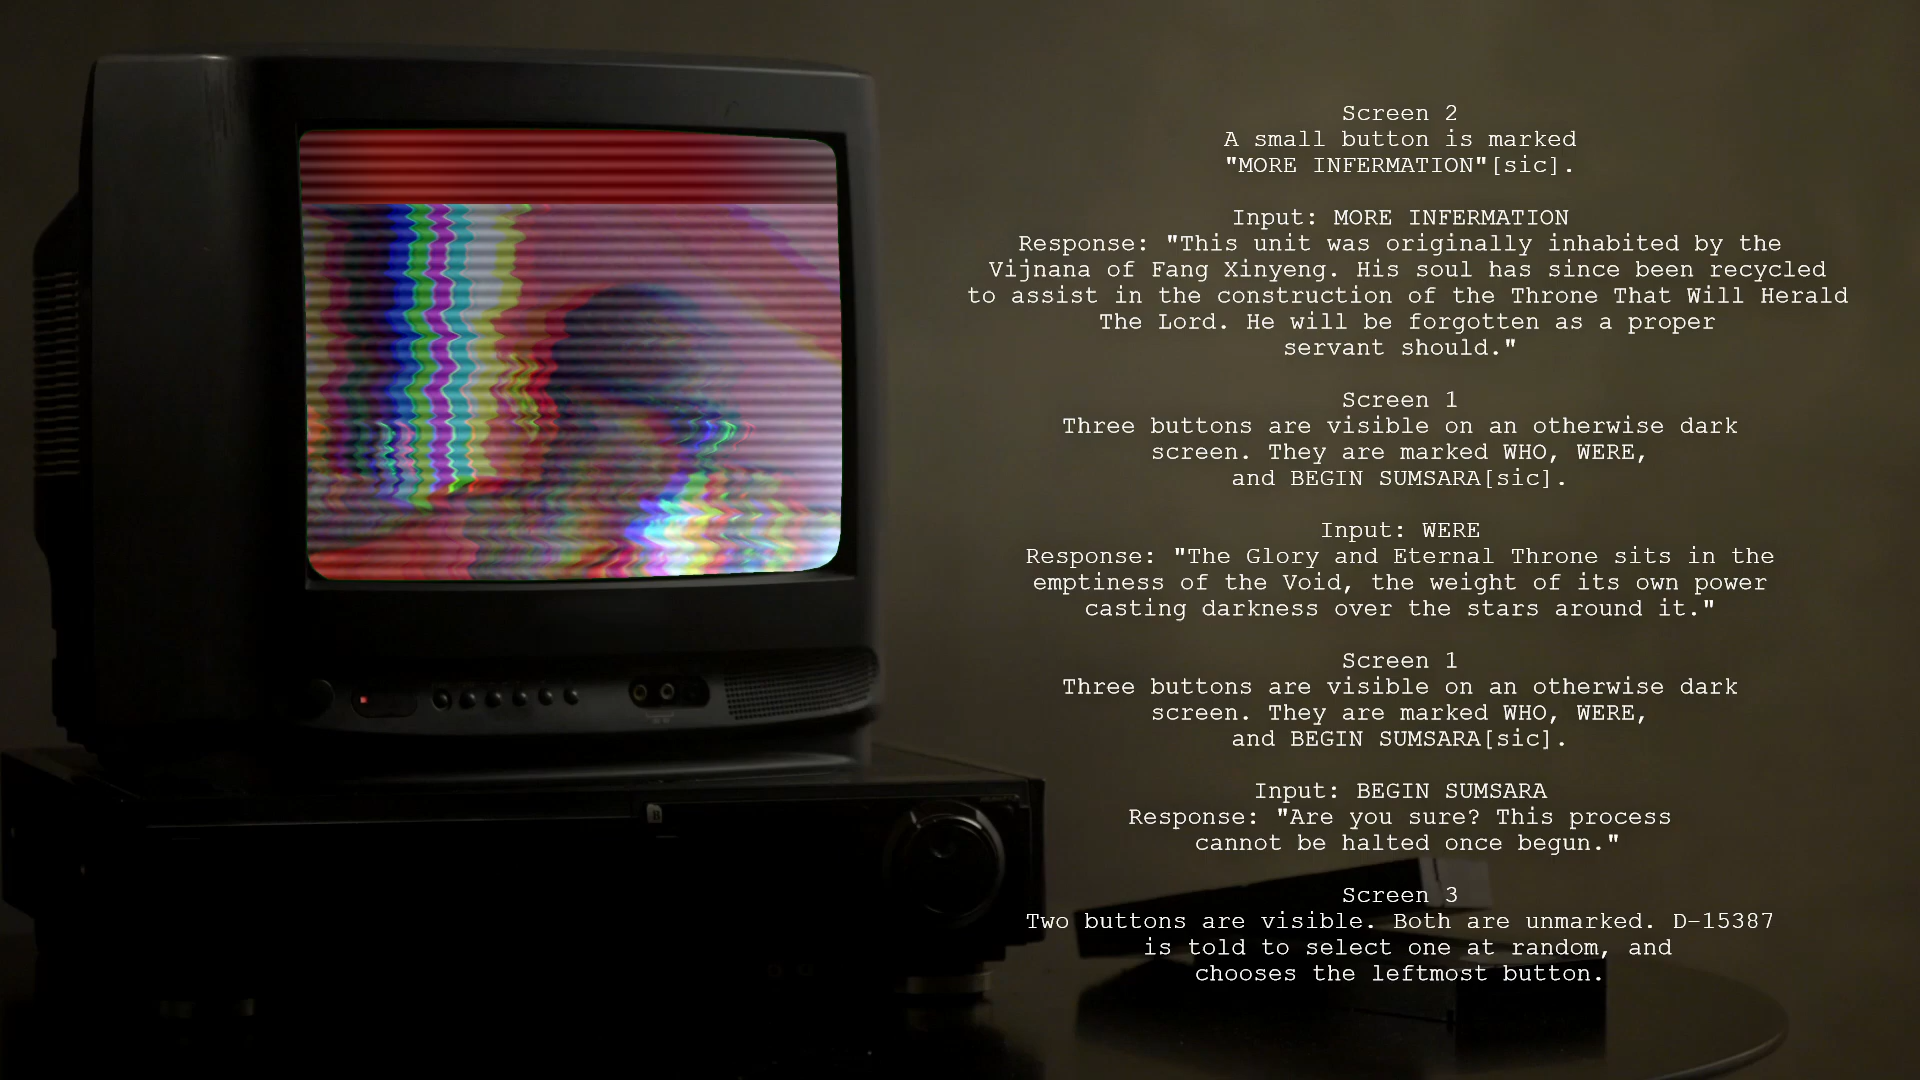 Screen 2
A small button is marked
"MORE INFERMATION"[sic].
Input: MORE INFERMATION
Response: "This unit was originally inhabited by the
Vijnana of Fang Xinyeng. His soul has since been recycled
to assist in the construction of the Throne That Will Herald
The Lord. He will be forgotten as a proper
servant should."
Screen 1
Three buttons are visible on an otherwise dark
screen. They are marked WHO, WERE,
and BEGIN SUMSARA[sic].
Input: WERE
Response: "The Glory and Eternal Throne sits in the
emptiness of the Void, the weight of its own power
casting darkness over the stars around it."
Screen 1
Three buttons are visible on an otherwise dark
screen. They are marked WHO, WERE,
and BEGIN SUMSARA[sic].
Input: BEGIN SUMSARA
Response: "Are you sure? This process
cannot be halted once begun."
Screen 3
Two buttons are visible. Both are unmarked. D-15387
is told to select one at random, and
chooses the leftmost button.